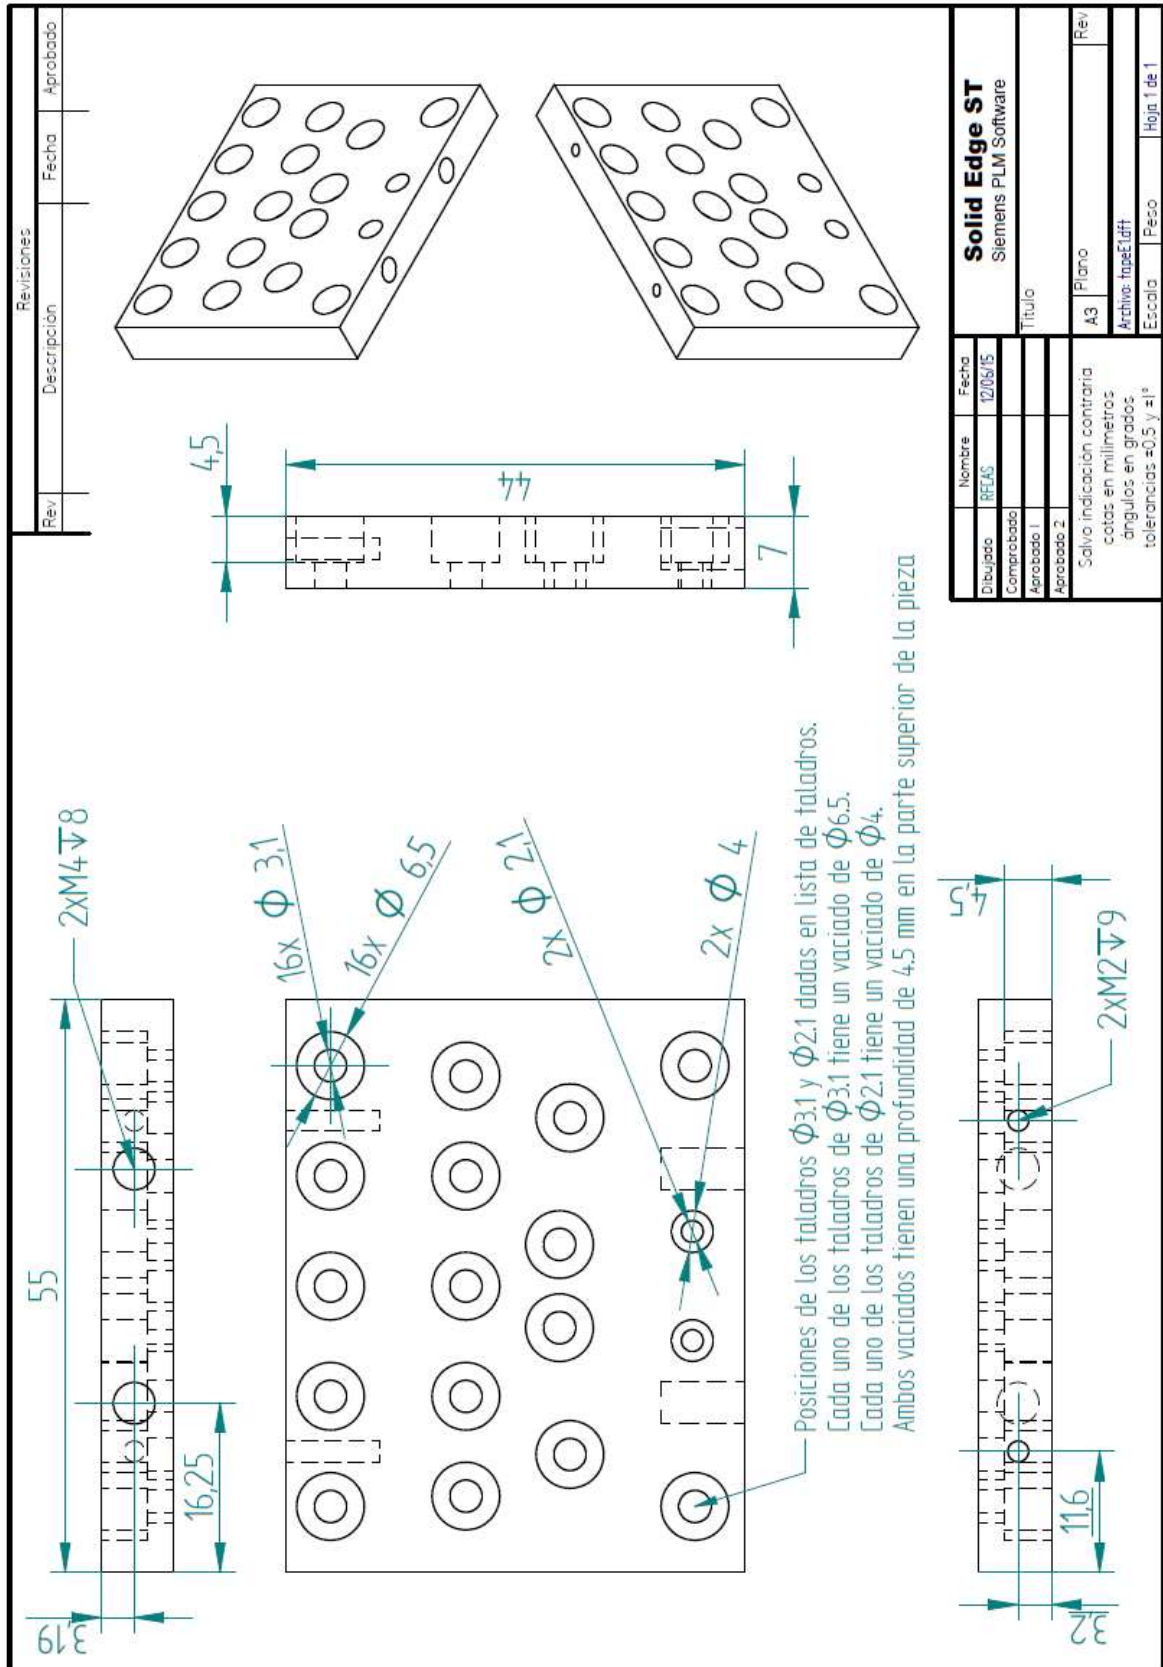 Revisiones
Rev Descripción Fecha Aprobado
2xM4↧8
55
16,25
3,19
16x Φ 3,1
16x Φ 6,5
2x Φ 2,1
2x Φ 4
4,5
44
7
Posiciones de los taladros Φ3.1 y Φ2.1 dadas en lista de taladros.
Cada uno de los taladros de Φ3.1 tiene un vaciado de Φ6.5.
Cada uno de los taladros de Φ2.1 tiene un vaciado de Φ4.
Ambos vaciados tienen una profundidad de 4.5 mm en la parte superior de la pieza
4,5
2xM2↧9
11,6
3,2
Nombre Fecha
Dibujado RFCAS 12/06/15
Comprobado
Aprobado 1
Aprobado 2
Salvo indicación contraria
cotas en milímetros
ángulos en grados
tolerancias ±0,5 y ±1º
Solid Edge ST
Siemens PLM Software
Título
A3 Plano Rev
Archivo: tapeE1.dft
Escala Peso Hoja 1 de 1